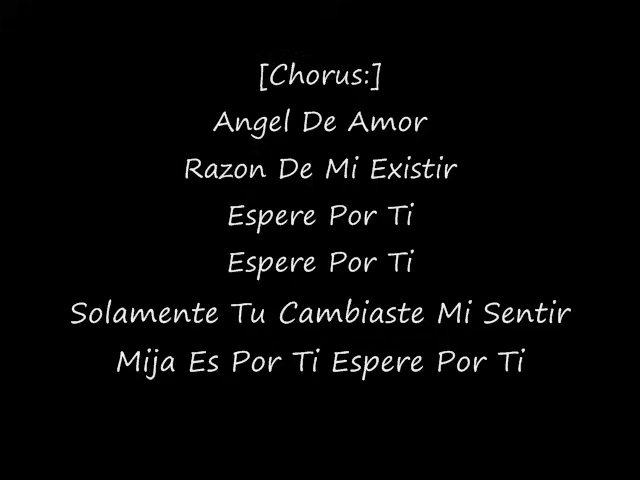 [Chorus:]
Angel De Amor
Razon De Mi Existir
Espere Por Ti
Espere Por Ti
Solamente Tu Cambiaste Mi Sentir
Mija Es Por Ti Espere Por Ti